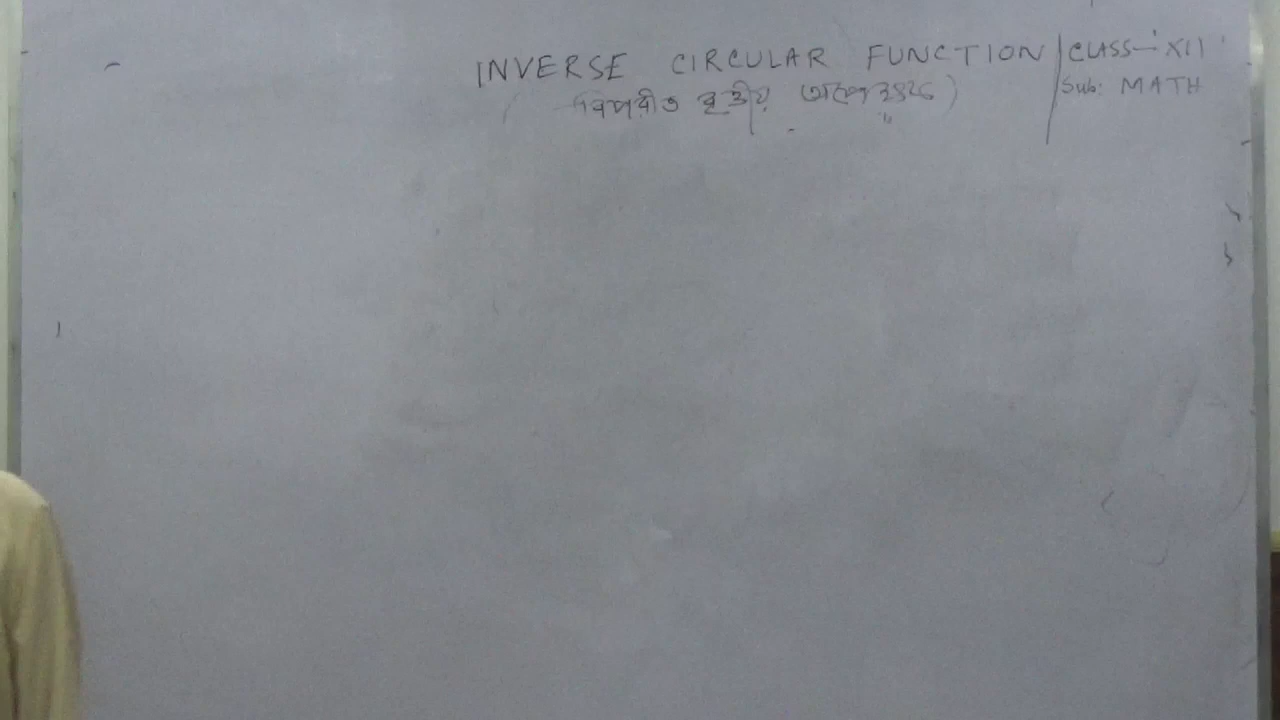 INVERSE CIRCULAR FUNCTION
(বিপরীত বৃত্তীয় অপেক্ষক)
CLASS-XII
Sub: MATH